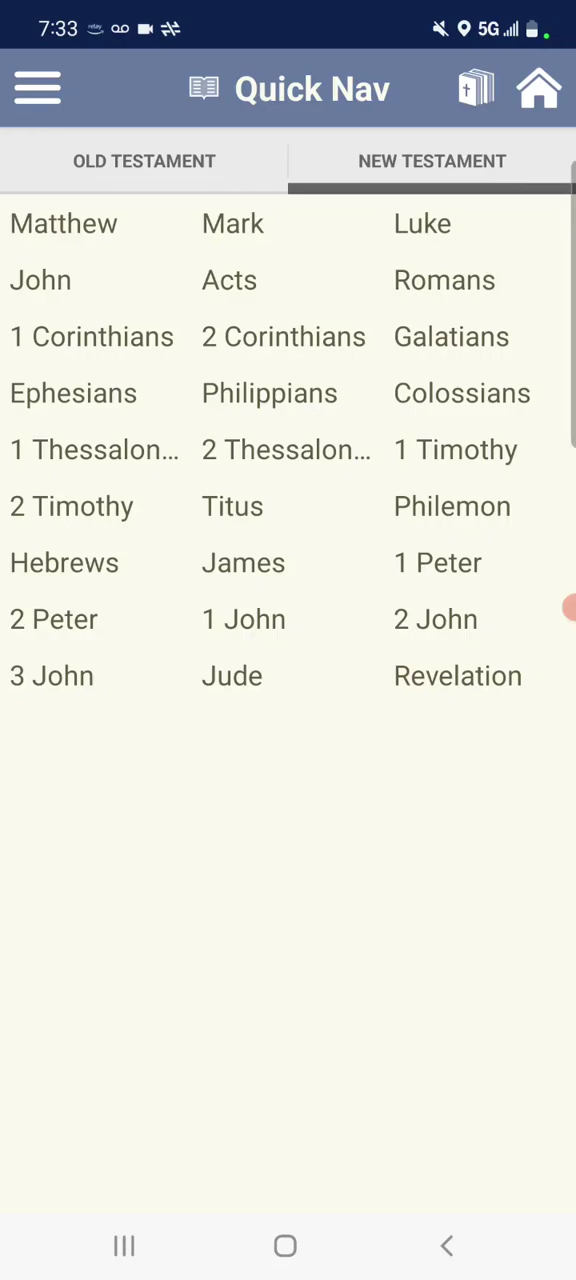 7:33 relay 5G
Quick Nav
OLD TESTAMENT NEW TESTAMENT
Matthew Mark Luke
John Acts Romans
1 Corinthians 2 Corinthians Galatians
Ephesians Philippians Colossians
1 Thessalon... 2 Thessalon... 1 Timothy
2 Timothy Titus Philemon
Hebrews James 1 Peter
2 Peter 1 John 2 John
3 John Jude Revelation